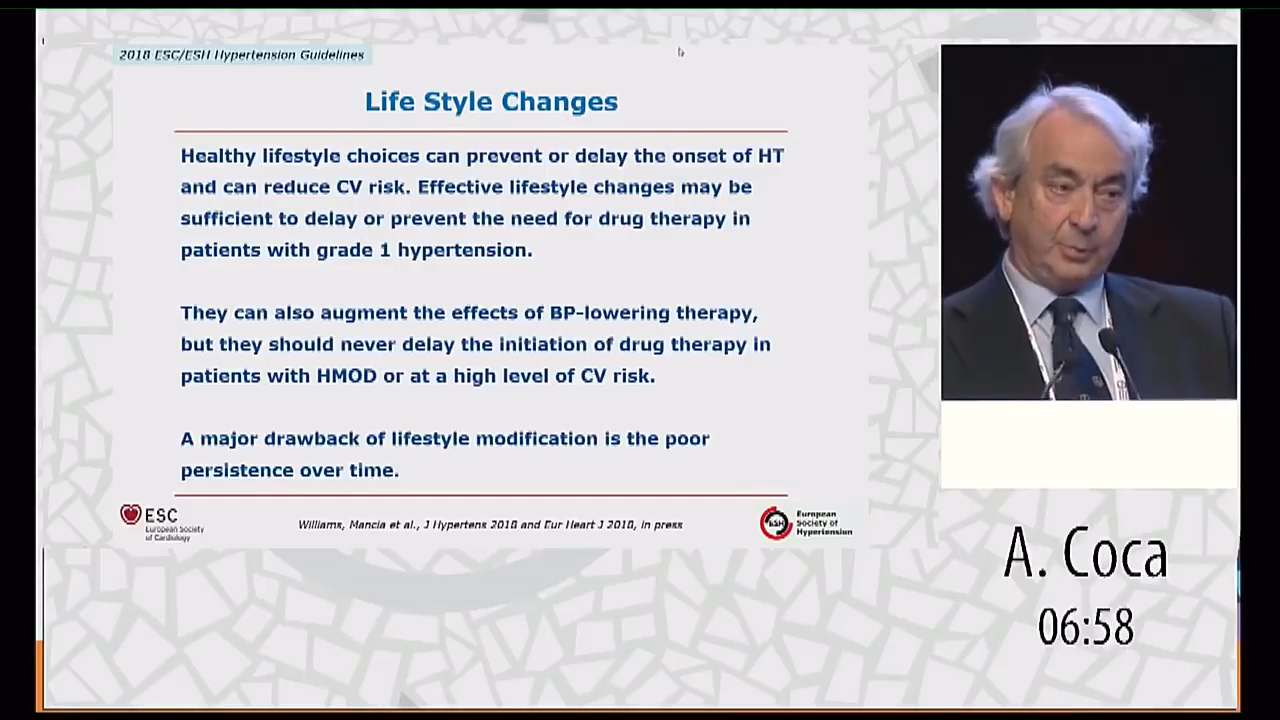 2018 ESC/ESH Hypertension Guidelines
Life Style Changes
Healthy lifestyle choices can prevent or delay the onset of HT
and can reduce CV risk. Effective lifestyle changes may be
sufficient to delay or prevent the need for drug therapy in
patients with grade 1 hypertension.
They can also augment the effects of BP-lowering therapy,
but they should never delay the initiation of drug therapy in
patients with HMOD or at a high level of CV risk.
A major drawback of lifestyle modification is the poor
persistence over time.
ESC
European Society
of Cardiology
Williams, Mancia et al., J Hypertens 2018 and Eur Heart J 2018, in press
ESH
European
Society of
Hypertension
A. Coca
06:58